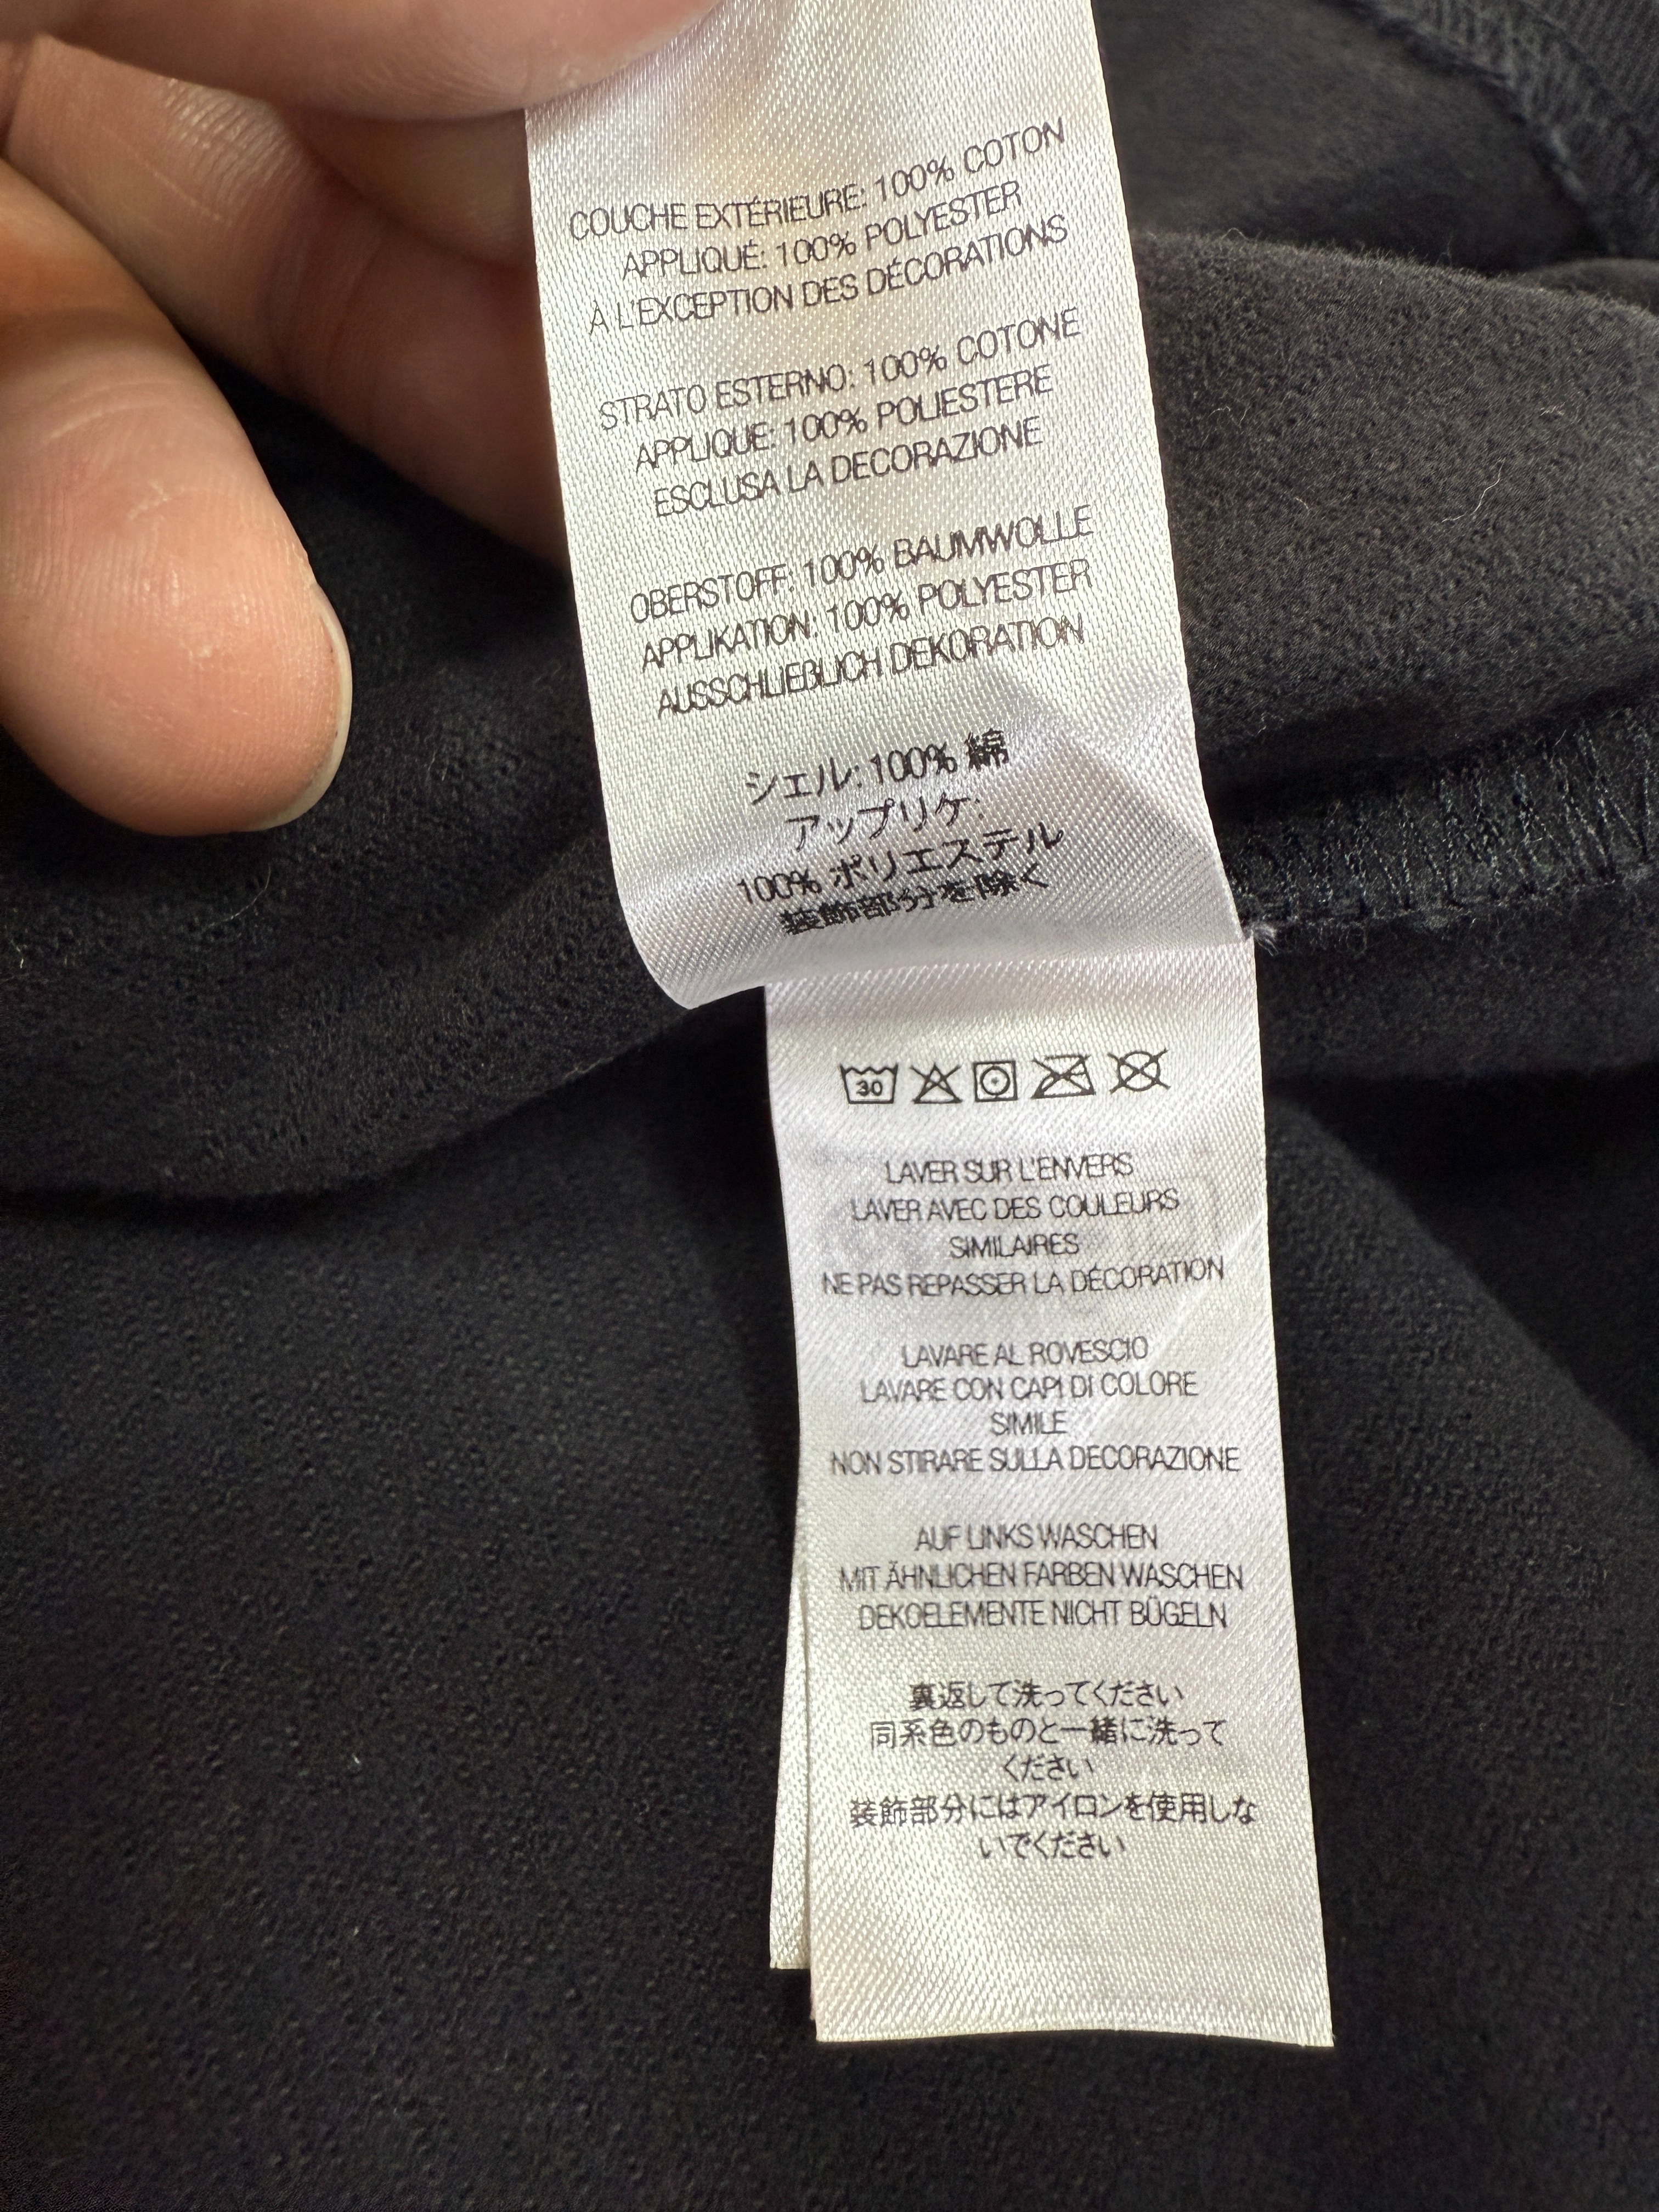 COUCHE EXTÉRIEURE: 100% COTON
APPLIQUÉ: 100% POLYESTER
À L'EXCEPTION DES DÉCORATIONS
STRATO ESTERNO: 100% COTONE
APPLIQUE: 100% POLIESTERE
ESCLUSA LA DECORAZIONE
OBERSTOFF: 100% BAUMWOLLE
APPLIKATION: 100% POLYESTER
AUSSCHLIEBLICH DEKORATION
シェル: 100% 綿
アップリケ:
100% ポリエステル
装飾部分を除く
30
LAVER SUR L'ENVERS
LAVER AVEC DES COULEURS
SIMILAIRES
NE PAS REPASSER LA DÉCORATION
LAVARE AL ROVESCIO
LAVARE CON CAPI DI COLORE
SIMILE
NON STIRARE SULLA DECORAZIONE
AUF LINKS WASCHEN
MIT ÄHNLICHEN FARBEN WASCHEN
DEKOELEMENTE NICHT BÜGELN
裏返して洗ってください
同系色のものと一緒に洗って
ください
装飾部分にはアイロンを使用しな
いでください